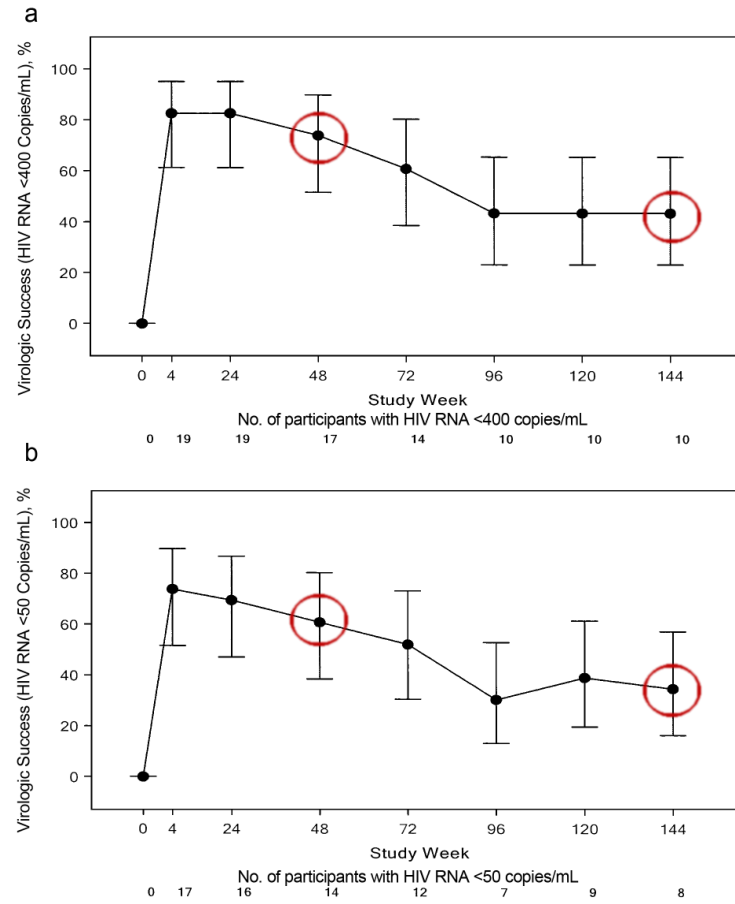 a
Virologic Success (HIV RNA <400 Copies/mL), %
100
80
60
40
20
0
0 4 24 48 72 96 120 144
Study Week
No. of participants with HIV RNA <400 copies/mL
0 19 19 17 14 10 10 10
b
Virologic Success (HIV RNA <50 Copies/mL), %
100
80
60
40
20
0
0 4 24 48 72 96 120 144
Study Week
No. of participants with HIV RNA <50 copies/mL
0 17 16 14 12 7 9 8